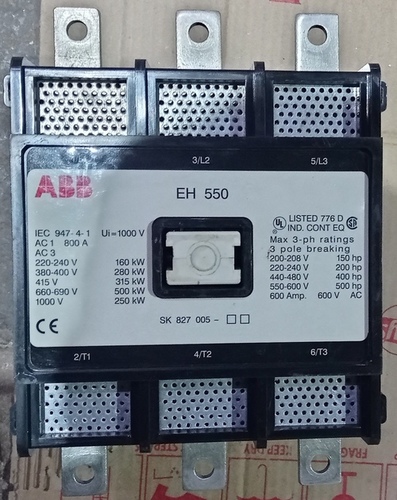 3/L2
5/L3
ABB
EH 550
IEC 947-4-1 Ui=1000 V
AC 1 800 A
AC 3
220-240 V 160 kW
380-400 V 280 kW
415 V 315 kW
660-690 V 500 kW
1000 V 250 kW
UL LISTED 776 D
IND. CONT EQ
Max 3-ph ratings
3 pole breaking
200-208 V 150 hp
220-240 V 200 hp
440-480 V 400 hp
550-600 V 500 hp
600 Amp. 600 V AC
CE
SK 827 005 - □□
2/T1
4/T2
6/T3
KEEP DRY